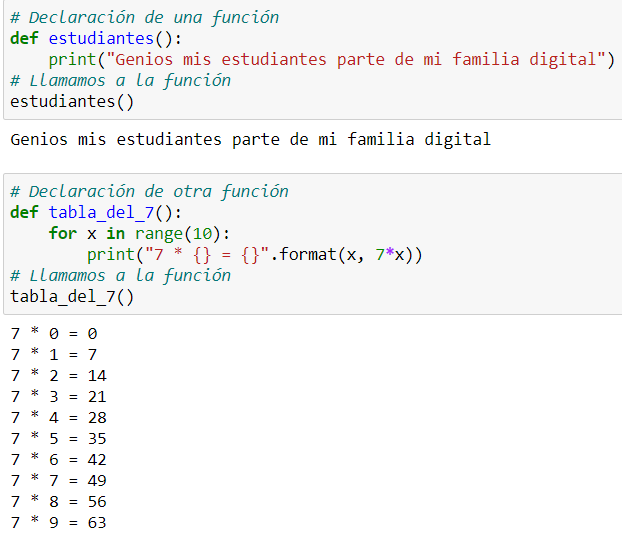 # Declaración de una función
def estudiantes():
    print("Genios mis estudiantes parte de mi familia digital")
# Llamamos a la función
estudiantes()
Genios mis estudiantes parte de mi familia digital
# Declaración de otra función
def tabla_del_7():
    for x in range(10):
        print("7 * {} = {}".format(x, 7*x))
# Llamamos a la función
tabla_del_7()
7 * 0 = 0
7 * 1 = 7
7 * 2 = 14
7 * 3 = 21
7 * 4 = 28
7 * 5 = 35
7 * 6 = 42
7 * 7 = 49
7 * 8 = 56
7 * 9 = 63